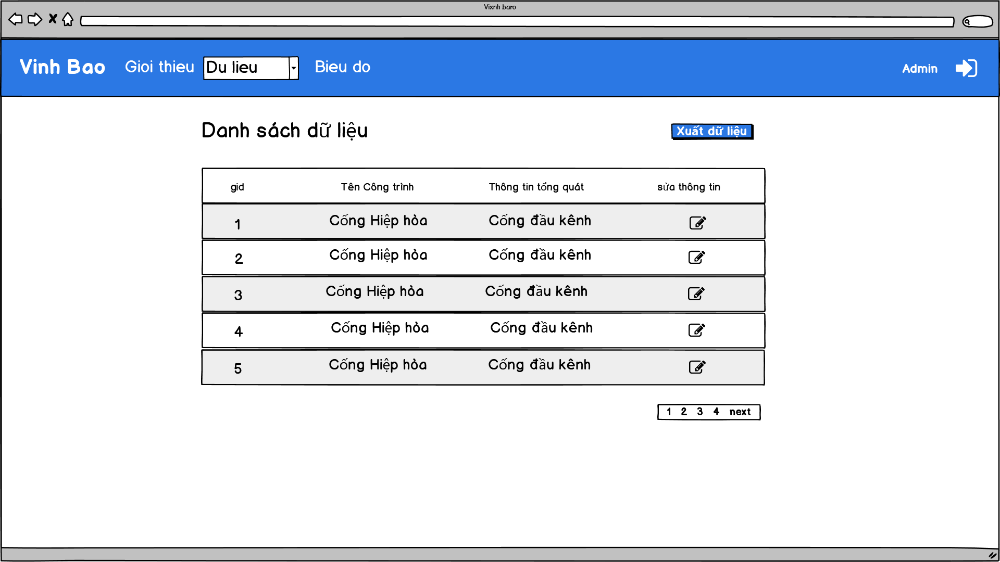 Vixnh baro
Vinh Bao Gioi thieu Du lieu Bieu do Admin
Danh sách dữ liệu Xuất dữ liệu
gid Tên Công trình Thông tin tổng quát sửa thông tin
1 Cống Hiệp hòa Cống đầu kênh
2 Cống Hiệp hòa Cống đầu kênh
3 Cống Hiệp hòa Cống đầu kênh
4 Cống Hiệp hòa Cống đầu kênh
5 Cống Hiệp hòa Cống đầu kênh
1 2 3 4 next